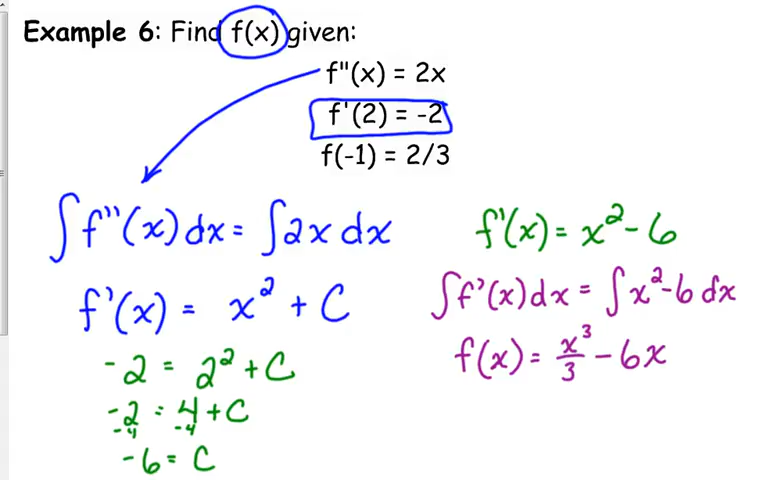 Example 6: Find f(x) given:
f"(x) = 2x
f'(2) = -2
f(-1) = 2/3
∫f"(x)dx = ∫2x dx
f'(x) = x² + C
-2 = 2² + C
-2 = 4 + C
-4 -4
-6 = C
f'(x) = x² - 6
∫f'(x)dx = ∫x² - 6 dx
f(x) = x³/3 - 6x